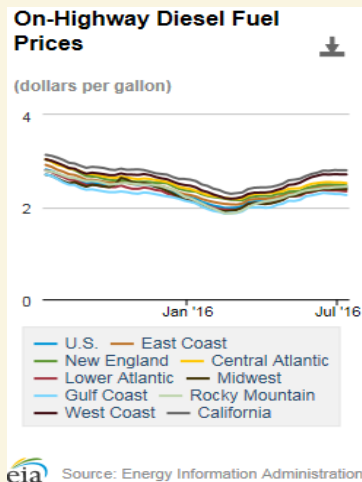 On-Highway Diesel Fuel
Prices
(dollars per gallon)
4
2
0
Jan '16
Jul '16
U.S. East Coast
New England Central Atlantic
Lower Atlantic Midwest
Gulf Coast Rocky Mountain
West Coast California
eia Source: Energy Information Administration